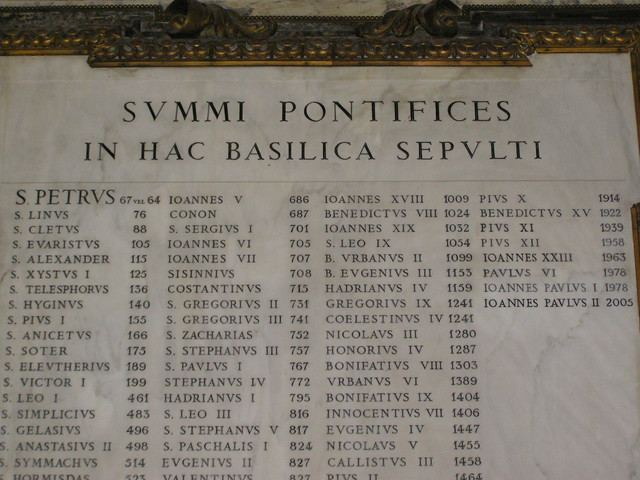 SVMMI PONTIFICES
IN HAC BASILICA SEPVLTI
S. PETRVS 67 VEL 64
S. LINVS 76
S. CLETVS 88
S. EVARISTVS 105
S. ALEXANDER 115
S. XYSTVS I 125
S. TELESPHORVS 136
S. HYGINVS 140
S. PIVS I 155
S. ANICETVS 166
S. SOTER 175
S. ELEVTHERIVS 189
S. VICTOR I 199
S. LEO I 461
S. SIMPLICIVS 483
S. GELASIVS 496
S. ANASTASIVS II 498
S. SYMMACHVS 514
S. HORMISDAS 523
IOANNES V 686
CONON 687
S. SERGIVS I 701
IOANNES VI 705
IOANNES VII 707
SISINNIVS 708
COSTANTINVS 715
S. GREGORIVS II 731
S. GREGORIVS III 741
S. ZACHARIAS 752
S. STEPHANVS III 757
S. PAVLVS I 767
STEPHANVS IV 772
HADRIANVS I 795
S. LEO III 816
S. STEPHANVS V 817
S. PASCHALIS I 824
EVGENIVS II 827
VALENTINVS 827
IOANNES XVIII 1009
BENEDICTVS VIII 1024
IOANNES XIX 1032
S. LEO IX 1054
B. VRBANVS II 1099
B. EVGENIVS III 1153
HADRIANVS IV 1159
GREGORIVS IX 1241
COELESTINVS IV 1241
NICOLAVS III 1280
HONORIVS IV 1287
BONIFATIVS VIII 1303
VRBANVS VI 1389
BONIFATIVS IX 1404
INNOCENTIVS VII 1406
EVGENIVS IV 1447
NICOLAVS V 1455
CALLISTVS III 1458
PIVS II 1464
PIVS X 1914
BENEDICTVS XV 1922
PIVS XI 1939
PIVS XII 1958
IOANNES XXIII 1963
PAVLVS VI 1978
IOANNES PAVLVS I 1978
IOANNES PAVLVS II 2005